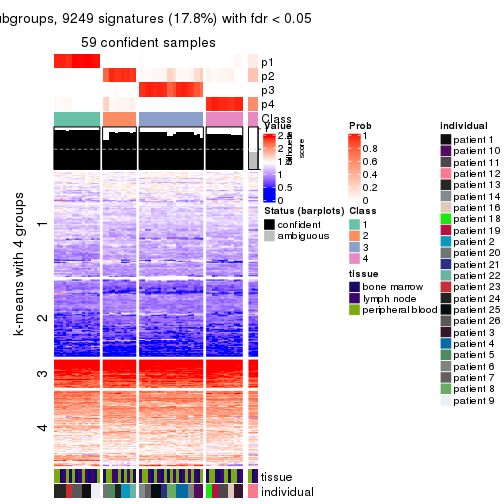 ubgroups, 9249 signatures (17.8%) with fdr < 0.05
59 confident samples
p1
p2
p3
p4
Class
Silhouette
score
k-means with 4 groups
1
2
3
4
tissue
individual
Value
2.5
2
1.5
1
0.5
0
Status (barplots)
confident
ambiguous
Prob
1
0.8
0.6
0.4
0.2
0
Class
1
2
3
4
tissue
bone marrow
lymph node
peripheral blood
individual
patient 1
patient 10
patient 11
patient 12
patient 13
patient 14
patient 16
patient 18
patient 19
patient 2
patient 20
patient 21
patient 22
patient 23
patient 24
patient 25
patient 26
patient 3
patient 4
patient 5
patient 6
patient 7
patient 8
patient 9